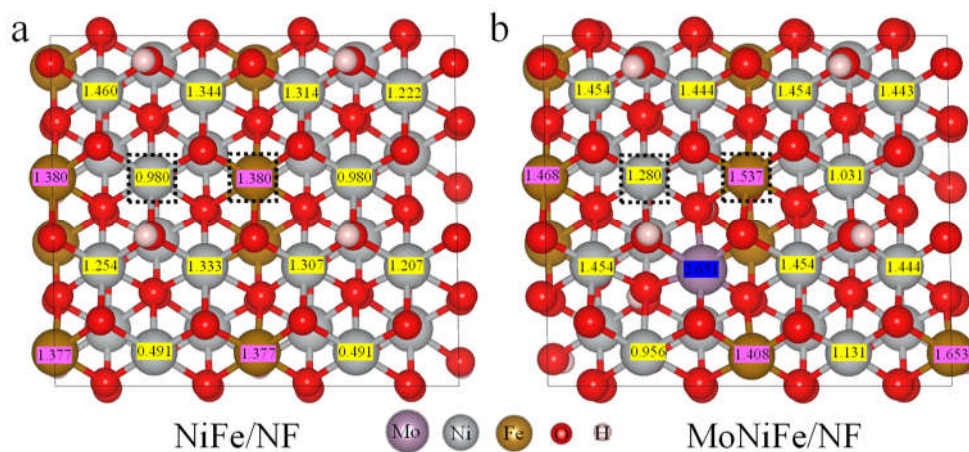 a b
1.460 1.344 1.314 1.222 1.454 1.444 1.454 1.443
1.380 0.980 1.380 0.980 1.468 1.280 1.537 1.031
1.254 1.333 1.307 1.207 1.454 1.454 1.444
1.377 0.491 1.377 0.491 0.956 1.408 1.131 1.653
NiFe/NF Mo Ni Fe O H MoNiFe/NF